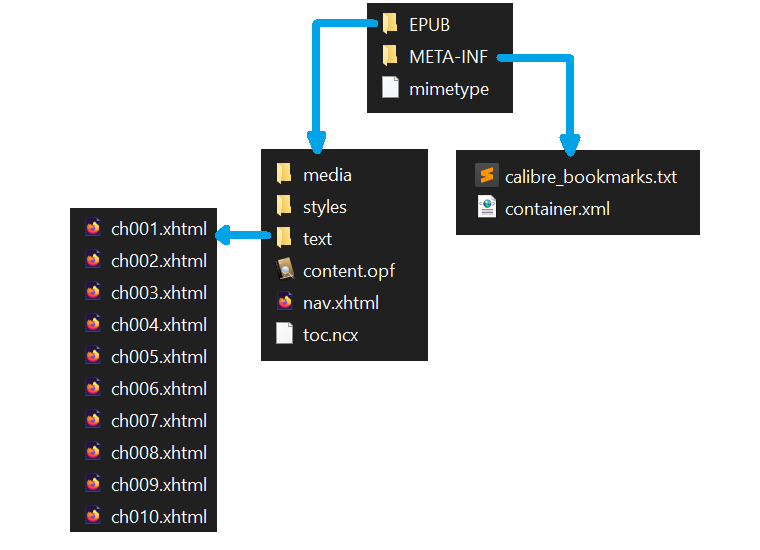 EPUB
META-INF
mimetype
media
styles
text
content.opf
nav.xhtml
toc.ncx
calibre_bookmarks.txt
container.xml
ch001.xhtml
ch002.xhtml
ch003.xhtml
ch004.xhtml
ch005.xhtml
ch006.xhtml
ch007.xhtml
ch008.xhtml
ch009.xhtml
ch010.xhtml